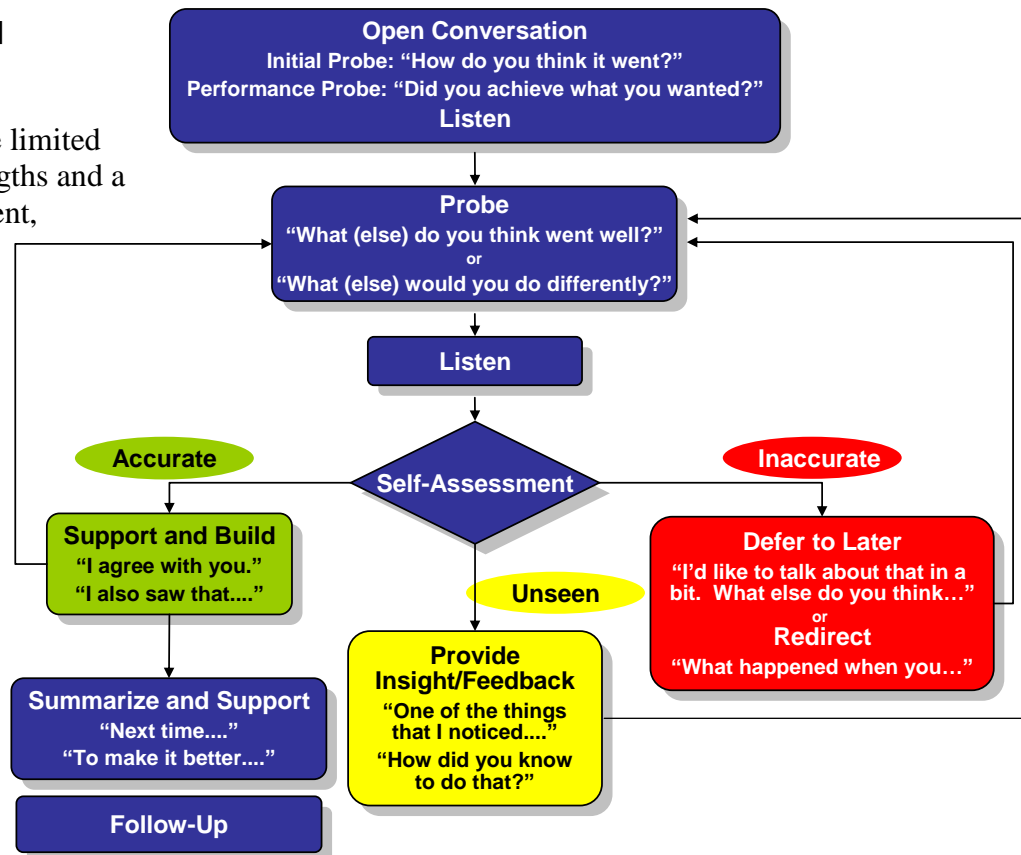 Open Conversation
Initial Probe: “How do you think it went?”
Performance Probe: “Did you achieve what you wanted?”
Listen
limited
gths and a
ent,
Probe
“What (else) do you think went well?”
or
“What (else) would you do differently?”
Listen
Self-Assessment
Accurate
Support and Build
“I agree with you.”
“I also saw that....”
Summarize and Support
“Next time....”
“To make it better....”
Follow-Up
Unseen
Provide
Insight/Feedback
“One of the things
that I noticed....”
“How did you know
to do that?”
Inaccurate
Defer to Later
“I’d like to talk about that in a
bit.  What else do you think…”
or
Redirect
“What happened when you…”